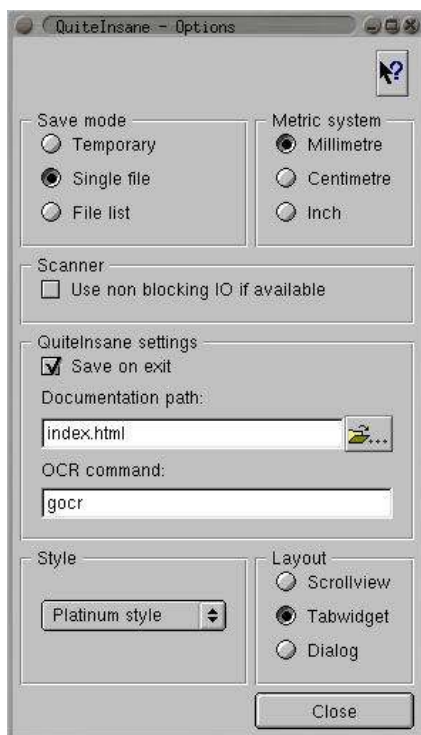 QuiteInsane - Options
?
Save mode
Temporary
Single file
File list
Metric system
Millimetre
Centimetre
Inch
Scanner
Use non blocking IO if available
QuiteInsane settings
Save on exit
Documentation path:
index.html
...
OCR command:
gocr
Style
Platinum style
Layout
Scrollview
Tabwidget
Dialog
Close